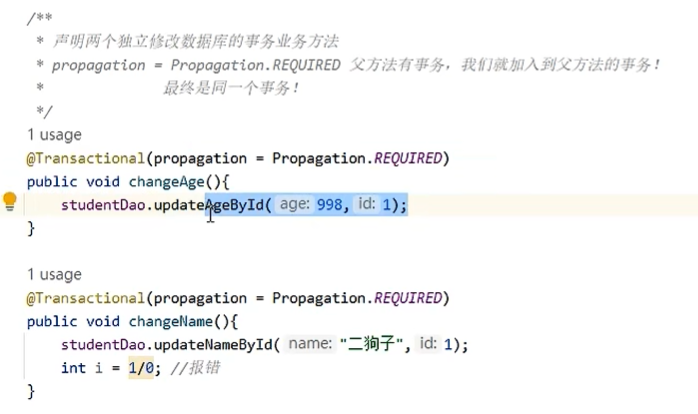 /**
* 声明两个独立修改数据库的事务业务方法
* propagation = Propagation.REQUIRED 父方法有事务，我们就加入到父方法的事务！
* 最终是同一个事务！
*/
1 usage
@Transactional(propagation = Propagation.REQUIRED)
public void changeAge(){
studentDao.updateAgeById( age: 998, id: 1);
}
1 usage
@Transactional(propagation = Propagation.REQUIRED)
public void changeName(){
studentDao.updateNameById( name: "二狗子", id: 1);
int i = 1/0; //报错
}